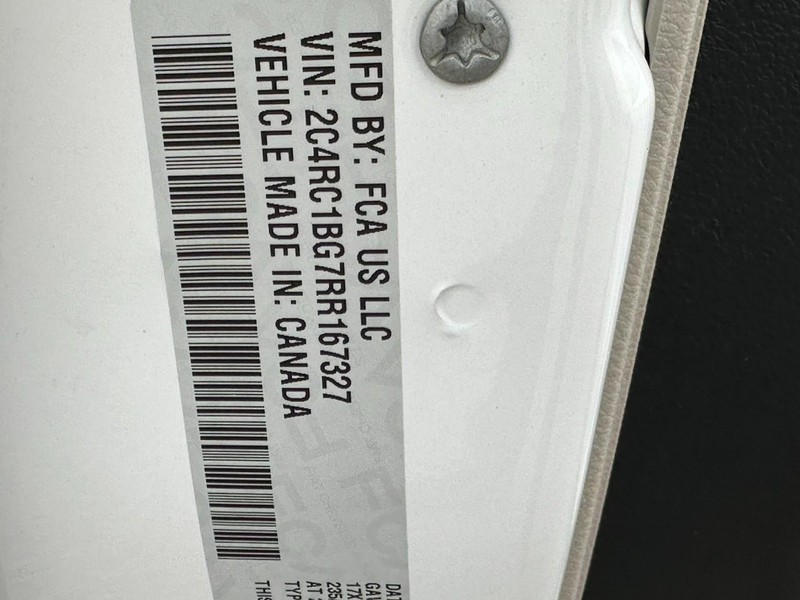 MFD BY: FCA US LLC
VIN: 2C4RC1BG7RR167327
VEHICLE MADE IN: CANADA